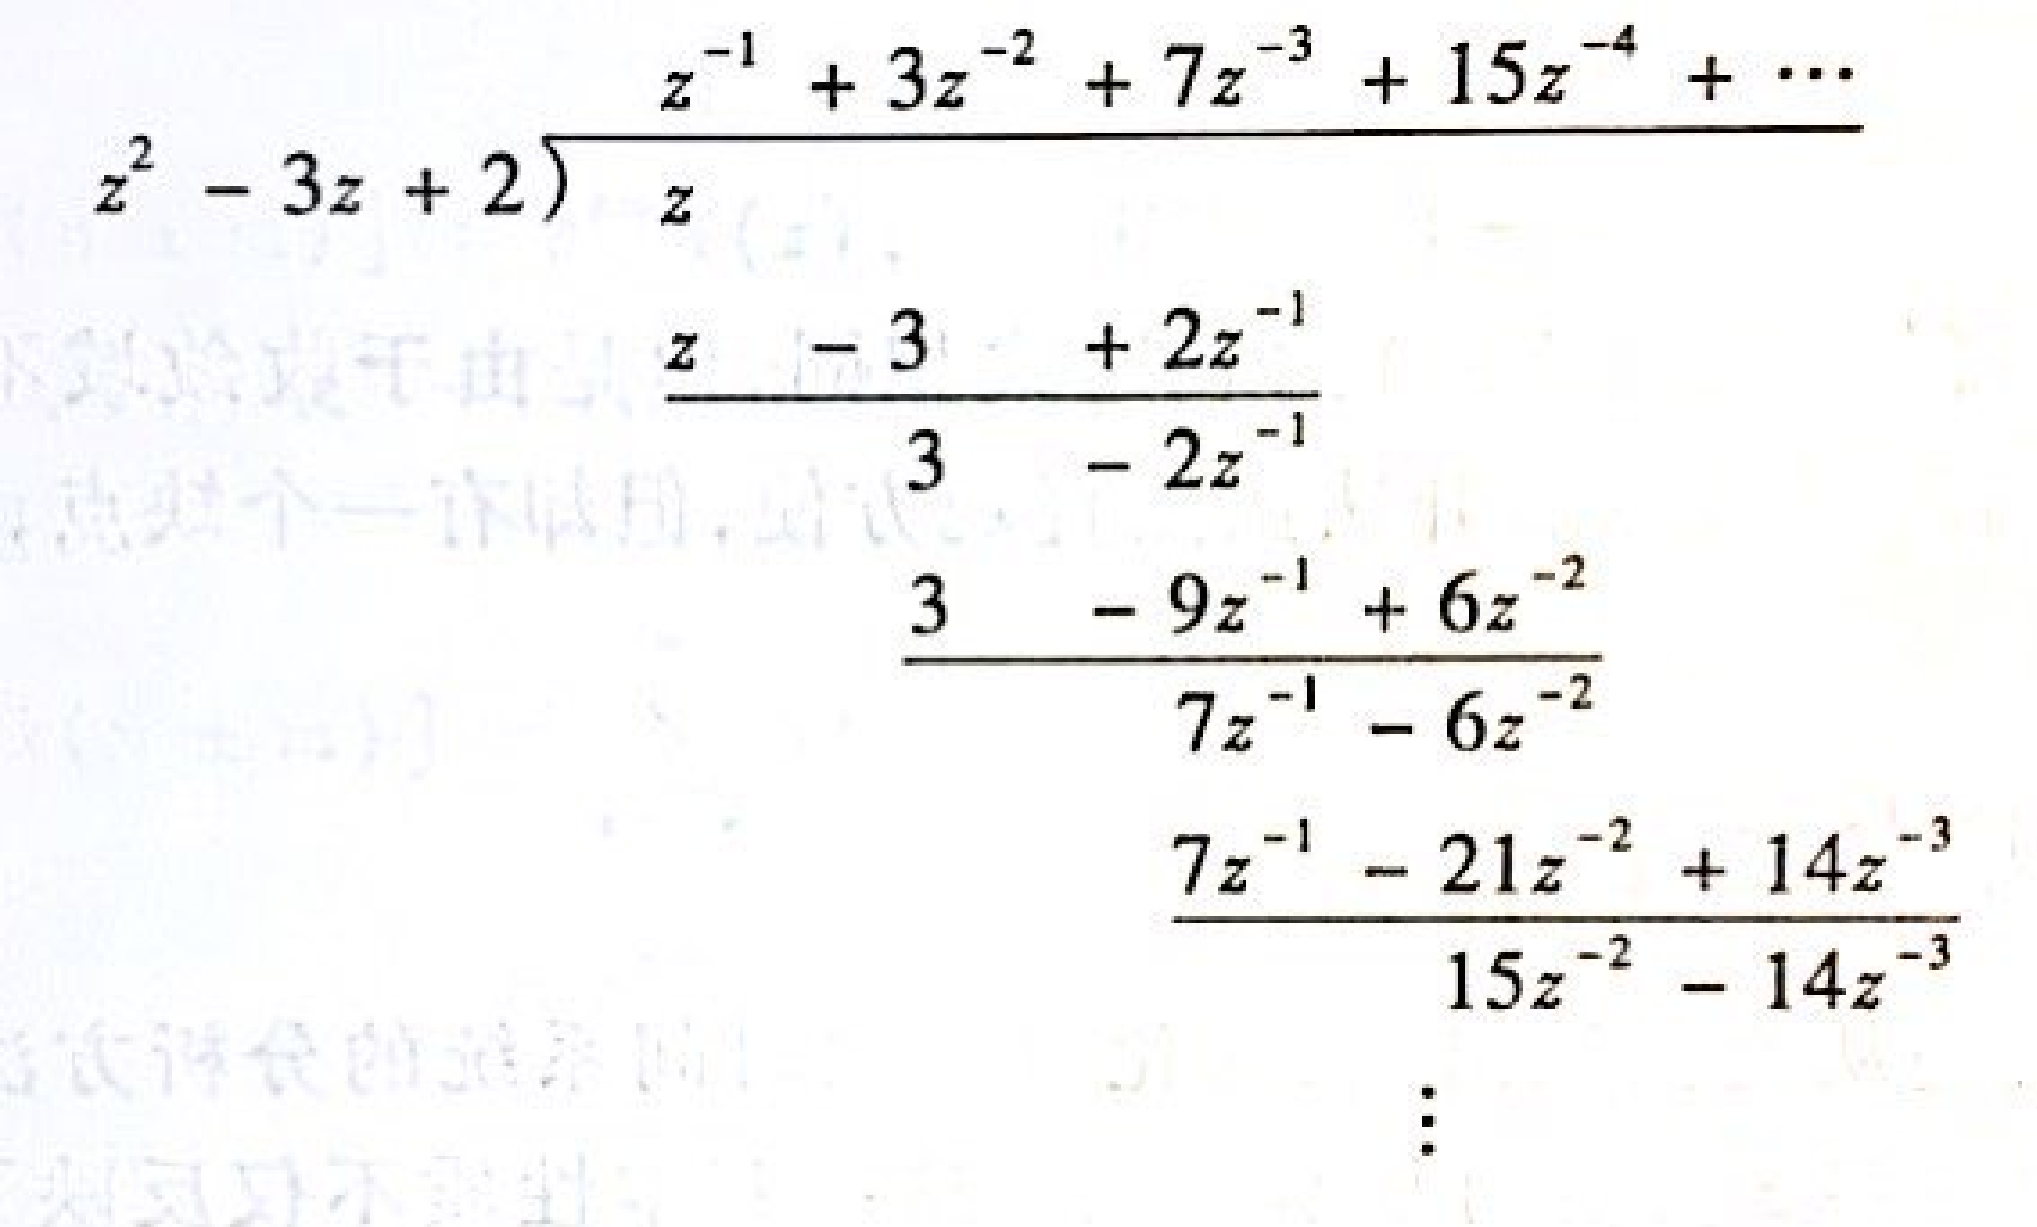 z⁻¹ + 3z⁻² + 7z⁻³ + 15z⁻⁴ + ⋯
z² − 3z + 2) z
z − 3 + 2z⁻¹
3 − 2z⁻¹
3 − 9z⁻¹ + 6z⁻²
7z⁻¹ − 6z⁻²
7z⁻¹ − 21z⁻² + 14z⁻³
15z⁻² − 14z⁻³
⋮